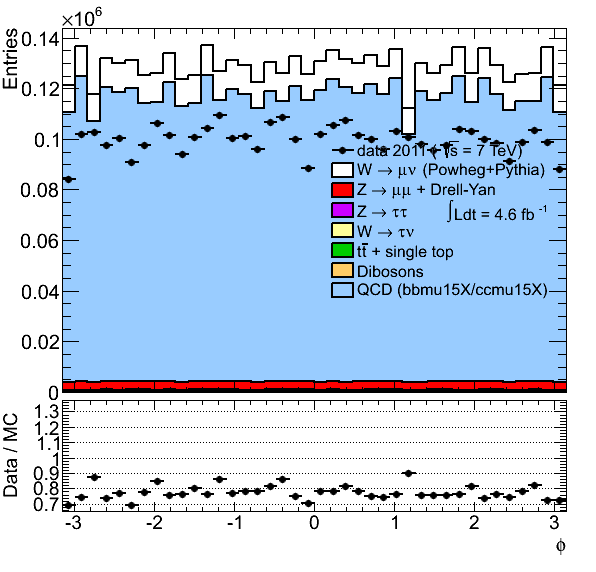 ×10⁶
Entries
0.14
0.12
0.1
0.08
0.06
0.04
0.02
0
data 2011 (√s = 7 TeV)
W → μν (Powheg+Pythia)
Z → μμ + Drell-Yan
Z → ττ
∫Ldt = 4.6 fb⁻¹
W → τν
tt̄ + single top
Dibosons
QCD (bbmu15X/ccmu15X)
Data / MC
1.3
1.2
1.1
1
0.9
0.8
0.7
-3 -2 -1 0 1 2 3
ϕ